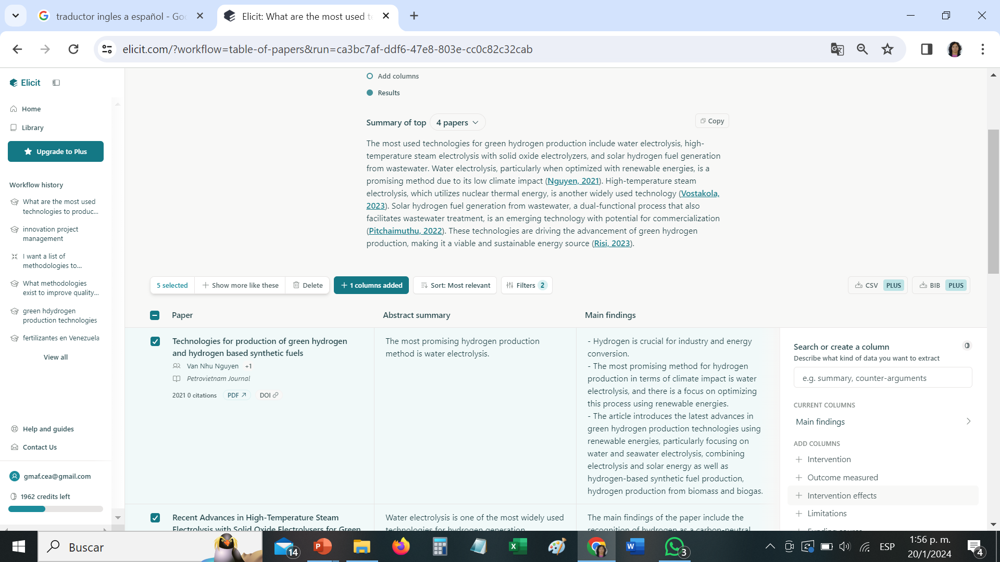 traductor ingles a español - Goo
Elicit: What are the most used te
elicit.com/?workflow=table-of-papers&run=ca3bc7af-ddf6-47e8-803e-cc0c82c32cab
Elicit
Home
Library
Upgrade to Plus
Workflow history
What are the most used
technologies to produc...
innovation project
management
I want a list of
methodologies to...
What methodologies
exist to improve quality...
green hdydrogen
production technologies
fertilizantes en Venezuela
View all
Help and guides
Contact Us
gmaf.cea@gmail.com
1962 credits left
Add columns
Results
Summary of top 4 papers
Copy
The most used technologies for green hydrogen production include water electrolysis, high-
temperature steam electrolysis with solid oxide electrolyzers, and solar hydrogen fuel generation
from wastewater. Water electrolysis, particularly when optimized with renewable energies, is a
promising method due to its low climate impact (Nguyen, 2021). High-temperature steam
electrolysis, which utilizes nuclear thermal energy, is another widely used technology (Vostakola,
2023). Solar hydrogen fuel generation from wastewater, a dual-functional process that also
facilitates wastewater treatment, is an emerging technology with potential for commercialization
(Pitchaimuthu, 2022). These technologies are driving the advancement of green hydrogen
production, making it a viable and sustainable energy source (Risi, 2023).
5 selected
Show more like these
Delete
+ 1 columns added
Sort: Most relevant
Filters 2
CSV PLUS
BIB PLUS
Paper
Abstract summary
Main findings
Technologies for production of green hydrogen
and hydrogen based synthetic fuels
Van Nhu Nguyen +1
Petrovietnam Journal
2021 0 citations PDF DOI
The most promising hydrogen production
method is water electrolysis.
- Hydrogen is crucial for industry and energy
conversion.
- The most promising method for hydrogen
production in terms of climate impact is water
electrolysis, and there is a focus on optimizing
this process using renewable energies.
- The article introduces the latest advances in
green hydrogen production technologies using
renewable energies, particularly focusing on
water and seawater electrolysis, combining
electrolysis and solar energy as well as
hydrogen-based synthetic fuel production,
hydrogen production from biomass and biogas.
Recent Advances in High-Temperature Steam
Electrolysis with Solid Oxide Electrolysers for Green
Water electrolysis is one of the most widely used
technologies for hydrogen generation
The main findings of the paper include the
recognition of hydrogen as a carbon-neutral
Search or create a column
Describe what kind of data you want to extract
e.g. summary, counter-arguments
CURRENT COLUMNS
Main findings
ADD COLUMNS
+ Intervention
+ Outcome measured
+ Intervention effects
+ Limitations
+ Funding source
Buscar
14
3
ESP
1:56 p. m.
20/1/2024
4